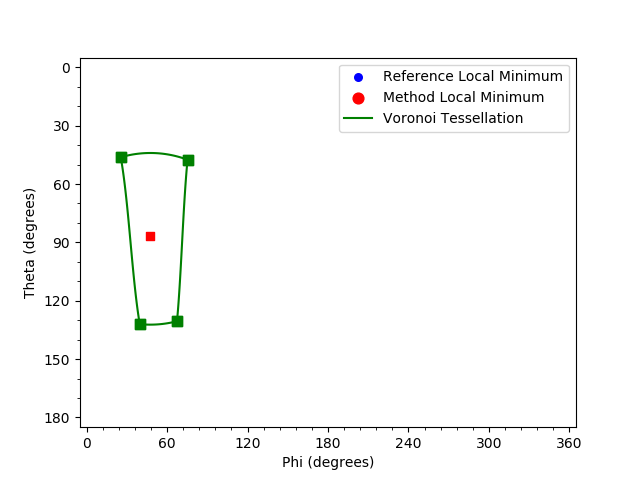 Reference Local Minimum
Method Local Minimum
Voronoi Tessellation
0
30
60
90
120
150
180
Theta (degrees)
0 60 120 180 240 300 360
Phi (degrees)